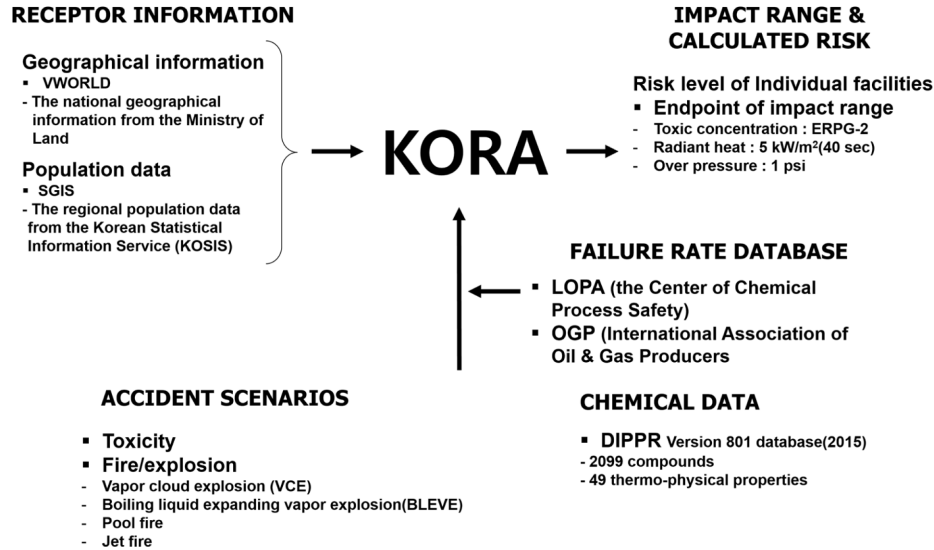 RECEPTOR INFORMATION
Geographical information
▪ VWORLD
- The national geographical
information from the Ministry of
Land
Population data
▪ SGIS
- The regional population data
from the Korean Statistical
Information Service (KOSIS)
KORA
IMPACT RANGE &
CALCULATED RISK
Risk level of Individual facilities
▪ Endpoint of impact range
- Toxic concentration : ERPG-2
- Radiant heat : 5 kW/m²(40 sec)
- Over pressure : 1 psi
FAILURE RATE DATABASE
▪ LOPA (the Center of Chemical
Process Safety)
▪ OGP (International Association of
Oil & Gas Producers
ACCIDENT SCENARIOS
▪ Toxicity
▪ Fire/explosion
- Vapor cloud explosion (VCE)
- Boiling liquid expanding vapor explosion(BLEVE)
- Pool fire
- Jet fire
CHEMICAL DATA
▪ DIPPR Version 801 database(2015)
- 2099 compounds
- 49 thermo-physical properties